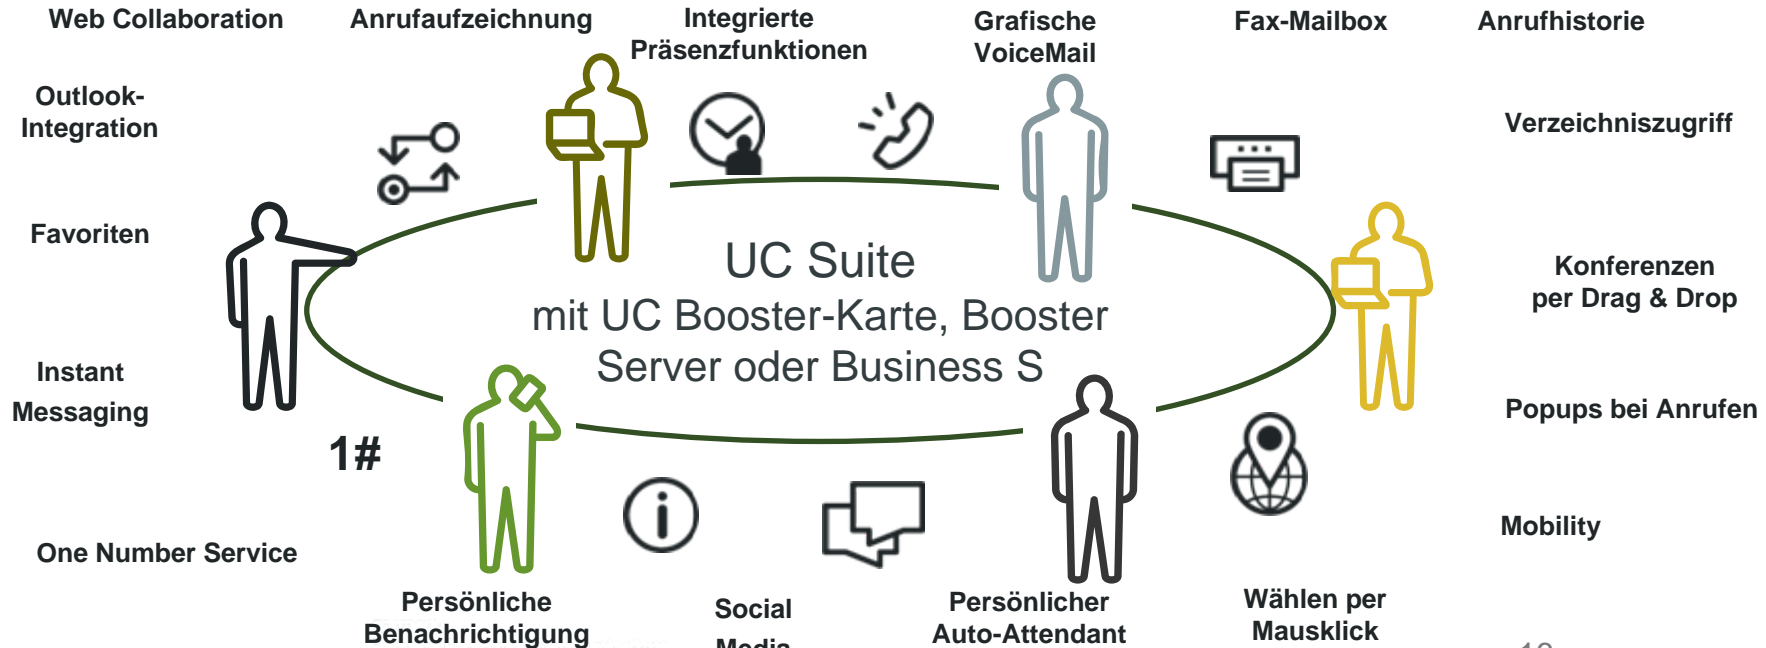 Web Collaboration
Anrufaufzeichnung
Integrierte
Präsenzfunktionen
Grafische
VoiceMail
Fax-Mailbox
Anrufhistorie
Outlook-
Integration
Verzeichniszugriff
Favoriten
UC Suite
mit UC Booster-Karte, Booster
Server oder Business S
Konferenzen
per Drag & Drop
Instant
Messaging
Popups bei Anrufen
1#
Mobility
One Number Service
Persönliche
Benachrichtigung
Social
Media
Persönlicher
Auto-Attendant
Wählen per
Mausklick